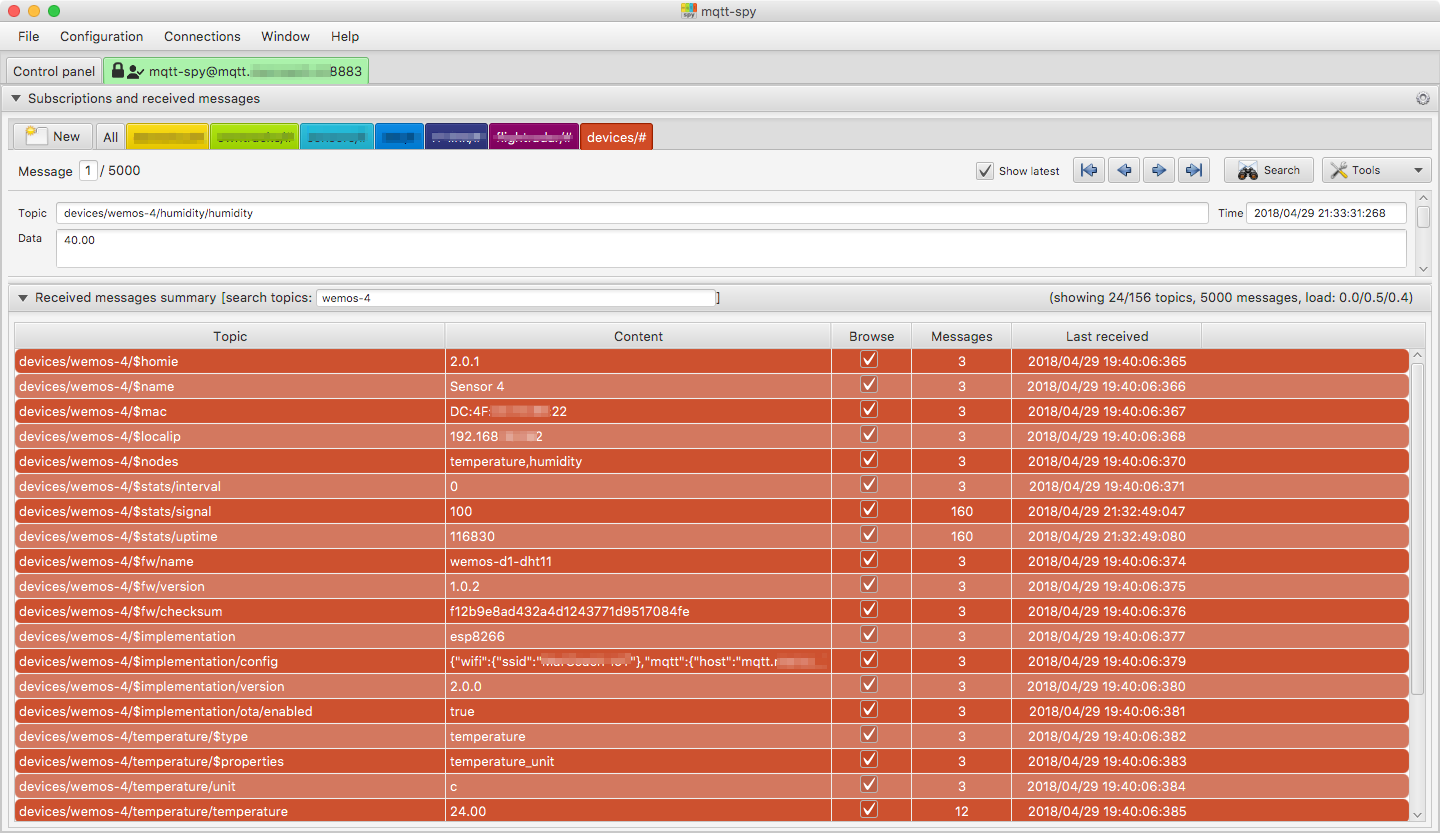 mqtt-spy
File Configuration Connections Window Help
Control panel mqtt-spy@mqtt. 8883
Subscriptions and received messages
New All devices/#
Message 1 / 5000 Show latest Search Tools
Topic devices/wemos-4/humidity/humidity Time 2018/04/29 21:33:31:268
Data 40.00
Received messages summary [search topics: wemos-4 ] (showing 24/156 topics, 5000 messages, load: 0.0/0.5/0.4)
Topic Content Browse Messages Last received
devices/wemos-4/$homie 2.0.1 3 2018/04/29 19:40:06:365
devices/wemos-4/$name Sensor 4 3 2018/04/29 19:40:06:366
devices/wemos-4/$mac DC:4F: :22 3 2018/04/29 19:40:06:367
devices/wemos-4/$localip 192.168 2 3 2018/04/29 19:40:06:368
devices/wemos-4/$nodes temperature,humidity 3 2018/04/29 19:40:06:370
devices/wemos-4/$stats/interval 0 3 2018/04/29 19:40:06:371
devices/wemos-4/$stats/signal 100 160 2018/04/29 21:32:49:047
devices/wemos-4/$stats/uptime 116830 160 2018/04/29 21:32:49:080
devices/wemos-4/$fw/name wemos-d1-dht11 3 2018/04/29 19:40:06:374
devices/wemos-4/$fw/version 1.0.2 3 2018/04/29 19:40:06:375
devices/wemos-4/$fw/checksum f12b9e8ad432a4d1243771d9517084fe 3 2018/04/29 19:40:06:376
devices/wemos-4/$implementation esp8266 3 2018/04/29 19:40:06:377
devices/wemos-4/$implementation/config {"wifi":{"ssid":" "},"mqtt":{"host":"mqtt. 3 2018/04/29 19:40:06:379
devices/wemos-4/$implementation/version 2.0.0 3 2018/04/29 19:40:06:380
devices/wemos-4/$implementation/ota/enabled true 3 2018/04/29 19:40:06:381
devices/wemos-4/temperature/$type temperature 3 2018/04/29 19:40:06:382
devices/wemos-4/temperature/$properties temperature_unit 3 2018/04/29 19:40:06:383
devices/wemos-4/temperature/unit c 3 2018/04/29 19:40:06:384
devices/wemos-4/temperature/temperature 24.00 12 2018/04/29 19:40:06:385